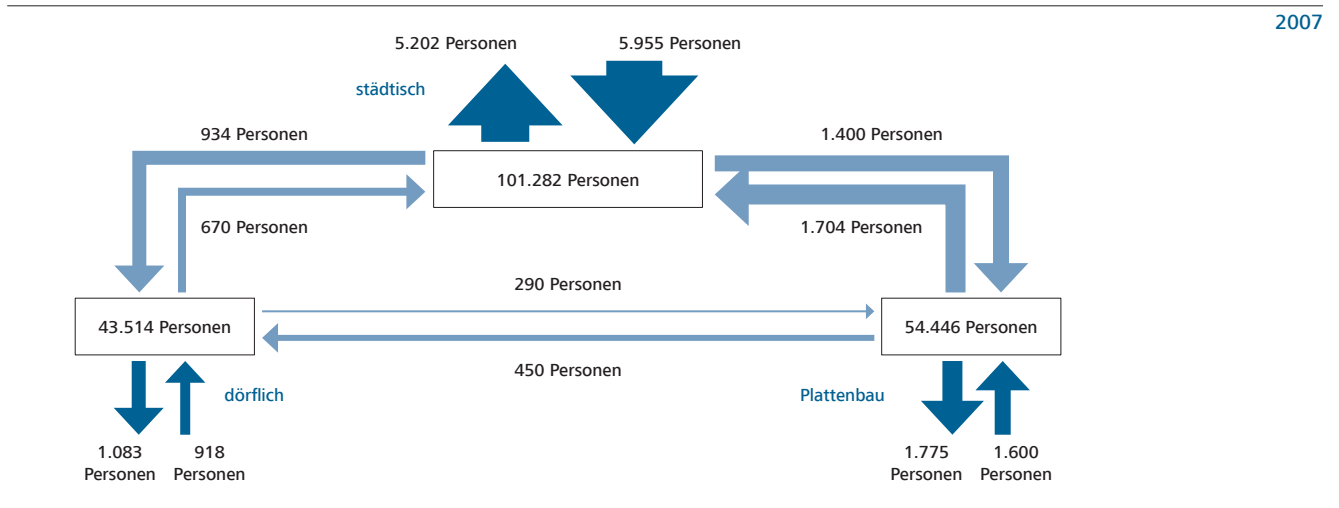 2007
5.202 Personen
5.955 Personen
städtisch
934 Personen
1.400 Personen
101.282 Personen
670 Personen
1.704 Personen
290 Personen
43.514 Personen
54.446 Personen
450 Personen
dörflich
Plattenbau
1.083
Personen
918
Personen
1.775
Personen
1.600
Personen